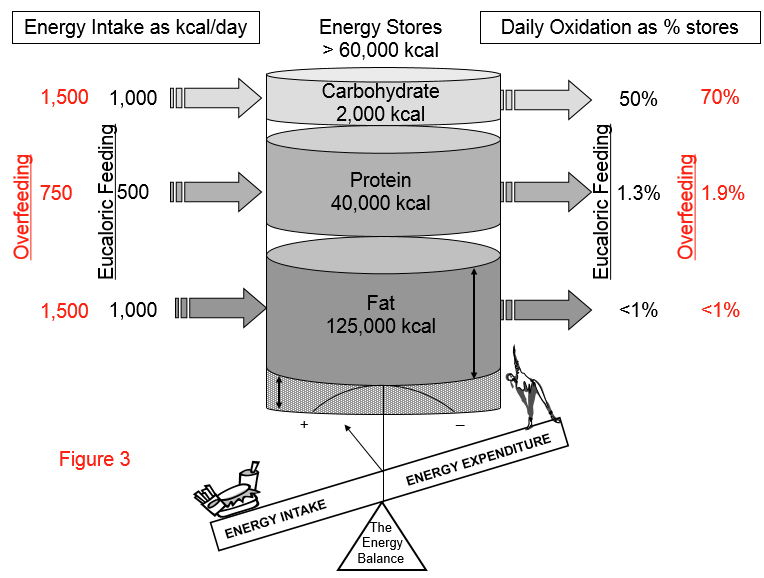 Energy Intake as kcal/day
Energy Stores
> 60,000 kcal
Daily Oxidation as % stores
1,500 1,000
Carbohydrate
2,000 kcal
50% 70%
Overfeeding
Eucaloric Feeding
750 500
Protein
40,000 kcal
1.3% 1.9%
Eucaloric Feeding
Overfeeding
1,500 1,000
Fat
125,000 kcal
<1% <1%
+ –
Figure 3
ENERGY INTAKE
ENERGY EXPENDITURE
The
Energy
Balance